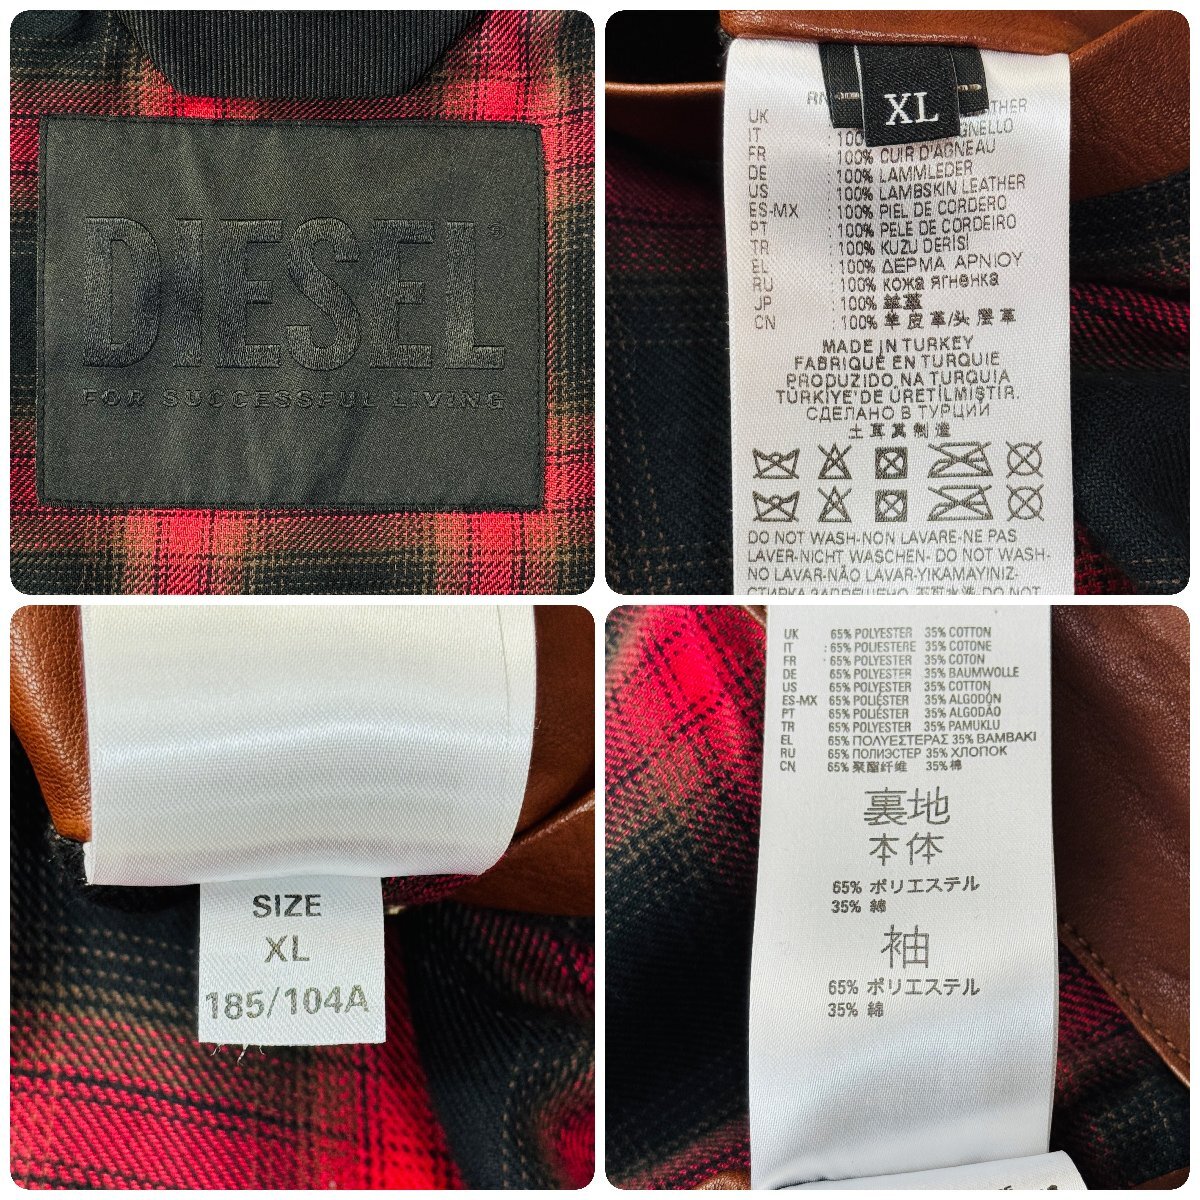 DIESEL
FOR SUCCESSFUL LIVING
XL
UK
IT : 100%
FR : 100% CUIR D'AGNEAU
DE : 100% LAMMLEDER
US : 100% LAMBSKIN LEATHER
ES-MX : 100% PIEL DE CORDERO
PT : 100% PELE DE CORDEIRO
TR : 100% KUZU DERİSİ
EL : 100% ΔΕΡΜΑ ΑΡΝΙΟΥ
RU : 100% кожа ягненка
JP : 100% 羊革
CN : 100% 羊皮革/头层革
MADE IN TURKEY
FABRIQUÉ EN TURQUIE
PRODUZIDO NA TURQUIA
TÜRKİYE'DE ÜRETİLMİŞTİR.
СДЕЛАНО В ТУРЦИИ
土耳其制造
DO NOT WASH-NON LAVARE-NE PAS
LAVER-NICHT WASCHEN- DO NOT WASH-
NO LAVAR-NÃO LAVAR-YIKAMAYINIZ-
SIZE
XL
185/104A
UK 65% POLYESTER 35% COTTON
IT : 65% POLIESTERE 35% COTONE
FR : 65% POLYESTER 35% COTON
DE 65% POLYESTER 35% BAUMWOLLE
US 65% POLYESTER 35% COTTON
ES-MX 65% POLIÉSTER 35% ALGODÓN
PT 65% POLIÉSTER 35% ALGODÃO
TR 65% POLYESTER 35% PAMUKLU
EL 65% ΠΟΛΥΕΣΤΕΡΑΣ 35% ΒΑΜΒΑΚΙ
RU 65% ПОЛИЭСТЕР 35% ХЛОПОК
CN 65% 聚酯纤维 35% 棉
裏地
本体
65% ポリエステル
35% 綿
袖
65% ポリエステル
35% 綿